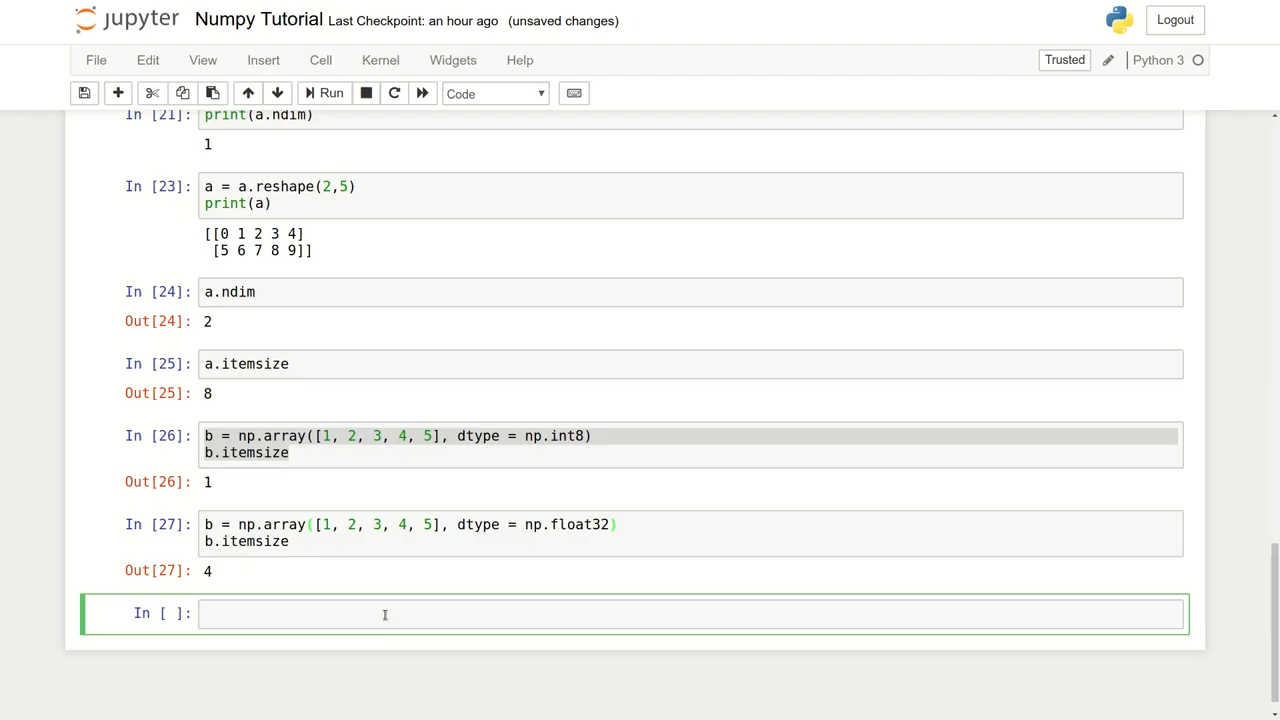 jupyter Numpy Tutorial Last Checkpoint: an hour ago (unsaved changes) Logout
File Edit View Insert Cell Kernel Widgets Help Trusted Python 3
Run Code
In [21]: print(a.ndim)
1
In [23]: a = a.reshape(2,5)
print(a)
[[0 1 2 3 4]
[5 6 7 8 9]]
In [24]: a.ndim
Out[24]: 2
In [25]: a.itemsize
Out[25]: 8
In [26]: b = np.array([1, 2, 3, 4, 5], dtype = np.int8)
b.itemsize
Out[26]: 1
In [27]: b = np.array([1, 2, 3, 4, 5], dtype = np.float32)
b.itemsize
Out[27]: 4
In [ ]: